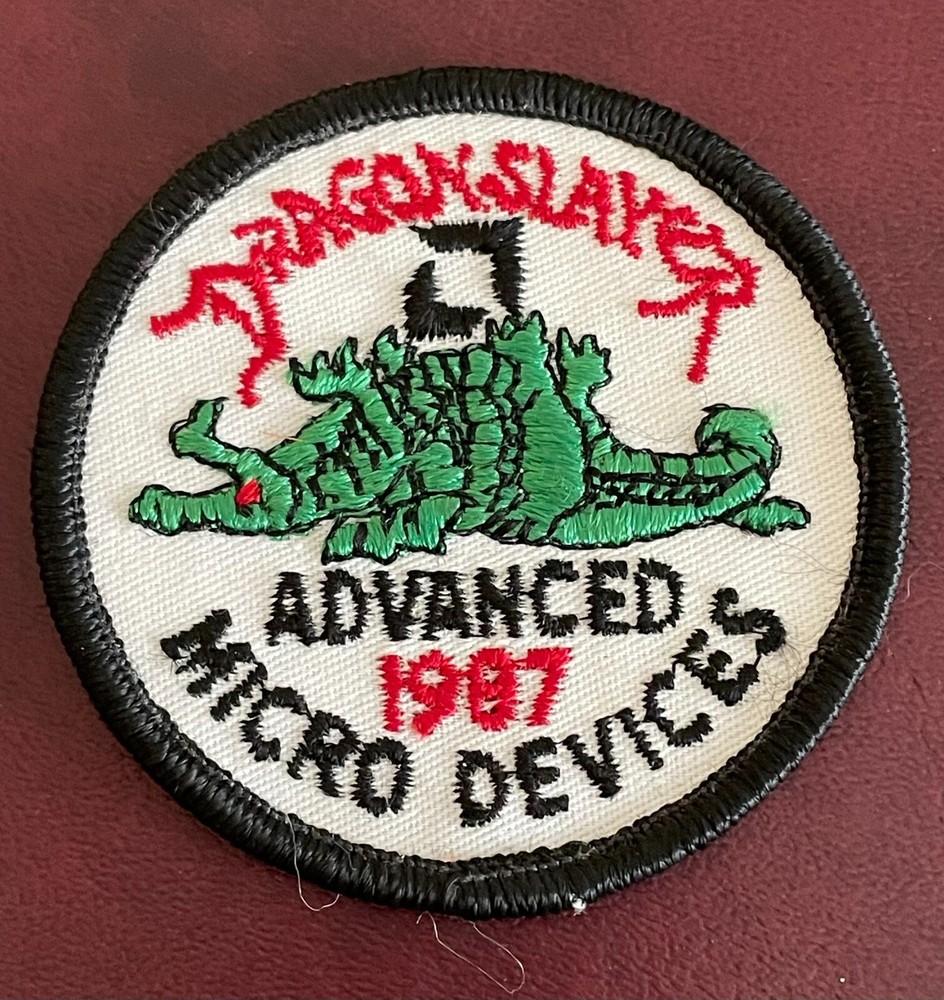 DRAGONSLAYER
ADVANCED
1987
MICRO DEVICES